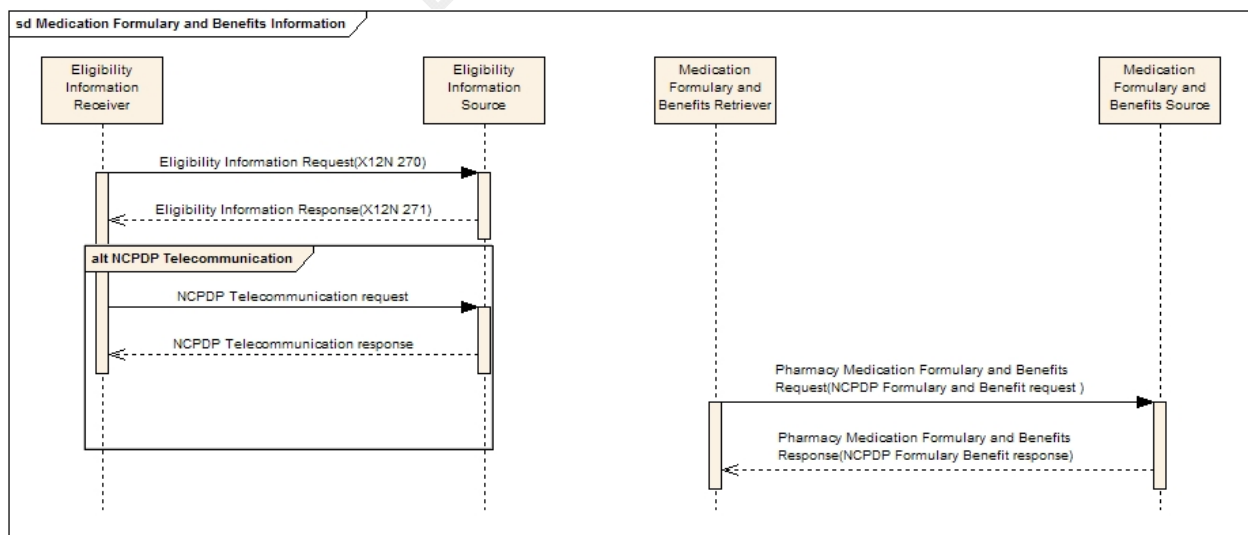 sd Medication Formulary and Benefits Information
Eligibility
Information
Receiver
Eligibility
Information
Source
Medication
Formulary and
Benefits Retriever
Medication
Formulary and
Benefits Source
Eligibility Information Request(X12N 270)
Eligibility Information Response(X12N 271)
alt NCPDP Telecommunication
NCPDP Telecommunication request
NCPDP Telecommunication response
Pharmacy Medication Formulary and Benefits
Request(NCPDP Formulary and Benefit request )
Pharmacy Medication Formulary and Benefits
Response(NCPDP Formulary Benefit response)